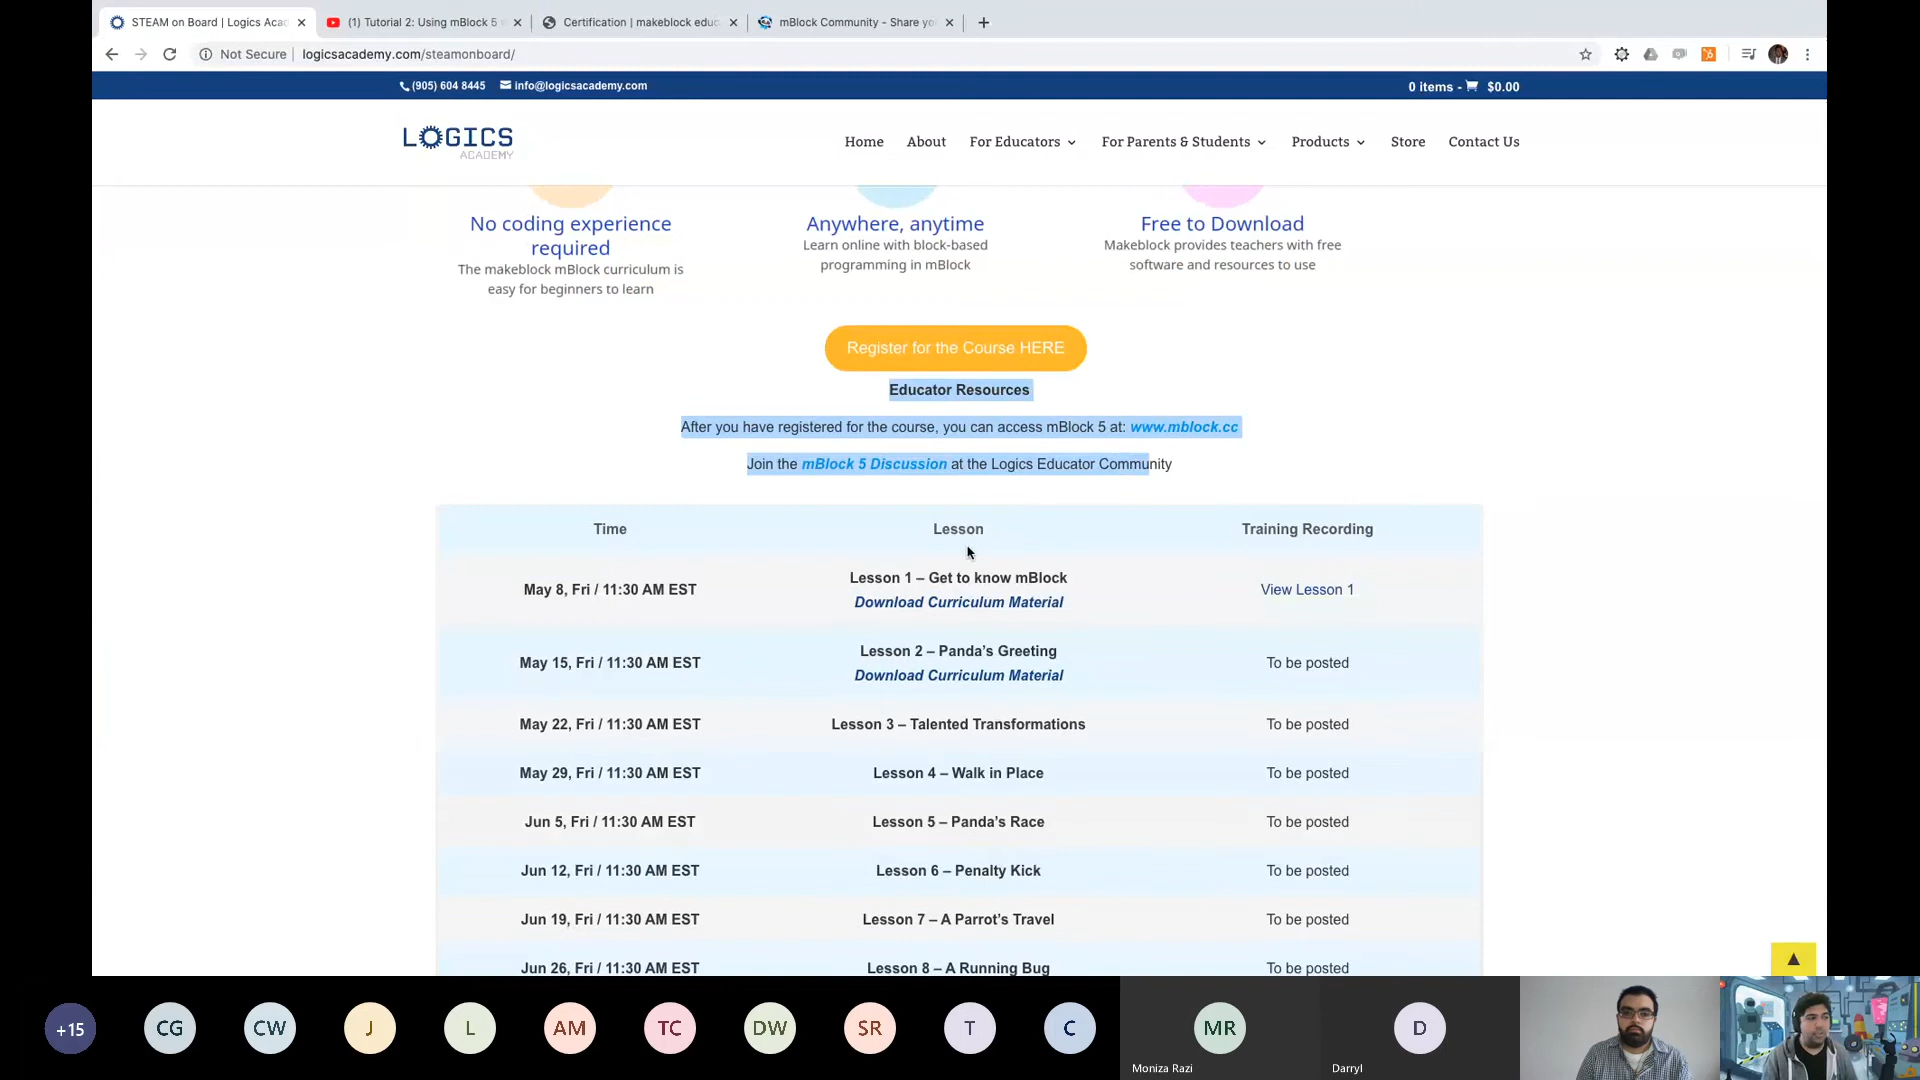 STEAM on Board | Logics Aca
(1) Tutorial 2: Using mBlock 5
Certification | makeblock educ
mBlock Community - Share yo
Not Secure
logicsacademy.com/steamonboard/
(905) 604 8445
info@logicsacademy.com
0 items -
$0.00
LOGICS
ACADEMY
Home
About
For Educators
For Parents & Students
Products
Store
Contact Us
No coding experience
required
The makeblock mBlock curriculum is
easy for beginners to learn
Anywhere, anytime
Learn online with block-based
programming in mBlock
Free to Download
Makeblock provides teachers with free
software and resources to use
Register for the Course HERE
Educator Resources
After you have registered for the course, you can access mBlock 5 at: www.mblock.cc
Join the mBlock 5 Discussion at the Logics Educator Community
Time Lesson Training Recording
May 8, Fri / 11:30 AM EST
Lesson 1 – Get to know mBlock
Download Curriculum Material
View Lesson 1
May 15, Fri / 11:30 AM EST
Lesson 2 – Panda’s Greeting
Download Curriculum Material
To be posted
May 22, Fri / 11:30 AM EST Lesson 3 – Talented Transformations To be posted
May 29, Fri / 11:30 AM EST Lesson 4 – Walk in Place To be posted
Jun 5, Fri / 11:30 AM EST Lesson 5 – Panda’s Race To be posted
Jun 12, Fri / 11:30 AM EST Lesson 6 – Penalty Kick To be posted
Jun 19, Fri / 11:30 AM EST Lesson 7 – A Parrot’s Travel To be posted
Jun 26, Fri / 11:30 AM EST Lesson 8 – A Running Bug To be posted
+15
CG
CW
J
L
AM
TC
DW
SR
T
C
MR
Moniza Razi
D
Darryl